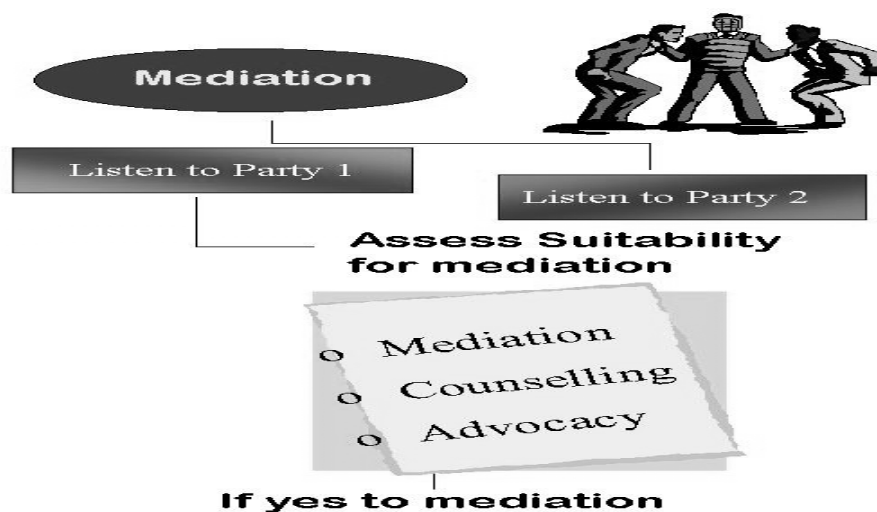 Mediation
Listen to Party 1
Listen to Party 2
Assess Suitability
for mediation
o Mediation
o Counselling
o Advocacy
If yes to mediation